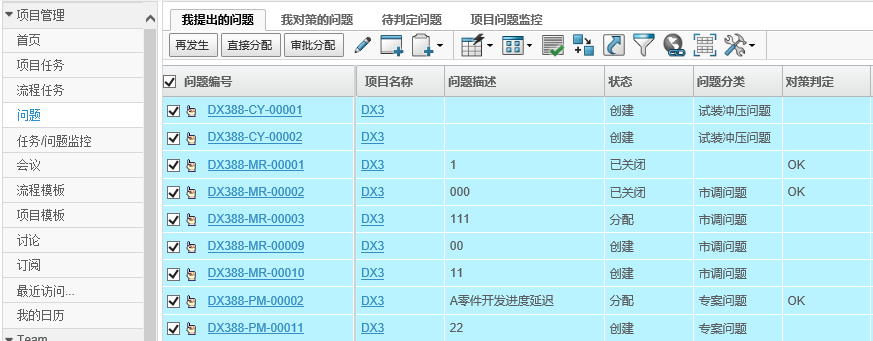 项目管理
首页
项目任务
流程任务
问题
任务/问题监控
会议
流程模板
项目模板
讨论
订阅
最近访问...
我的日历
Team
我提出的问题 我对策的问题 待判定问题 项目问题监控
再发生 直接分配 审批分配
问题编号 项目名称 问题描述 状态 问题分类 对策判定
DX388-CY-00001 DX3 创建 试装冲压问题
DX388-CY-00002 DX3 创建 试装冲压问题
DX388-MR-00001 DX3 1 已关闭 OK
DX388-MR-00002 DX3 000 已关闭 市调问题 OK
DX388-MR-00003 DX3 111 分配 市调问题
DX388-MR-00009 DX3 00 创建 市调问题
DX388-MR-00010 DX3 11 创建 市调问题
DX388-PM-00002 DX3 A零件开发进度延迟 分配 专案问题 OK
DX388-PM-00011 DX3 22 创建 专案问题